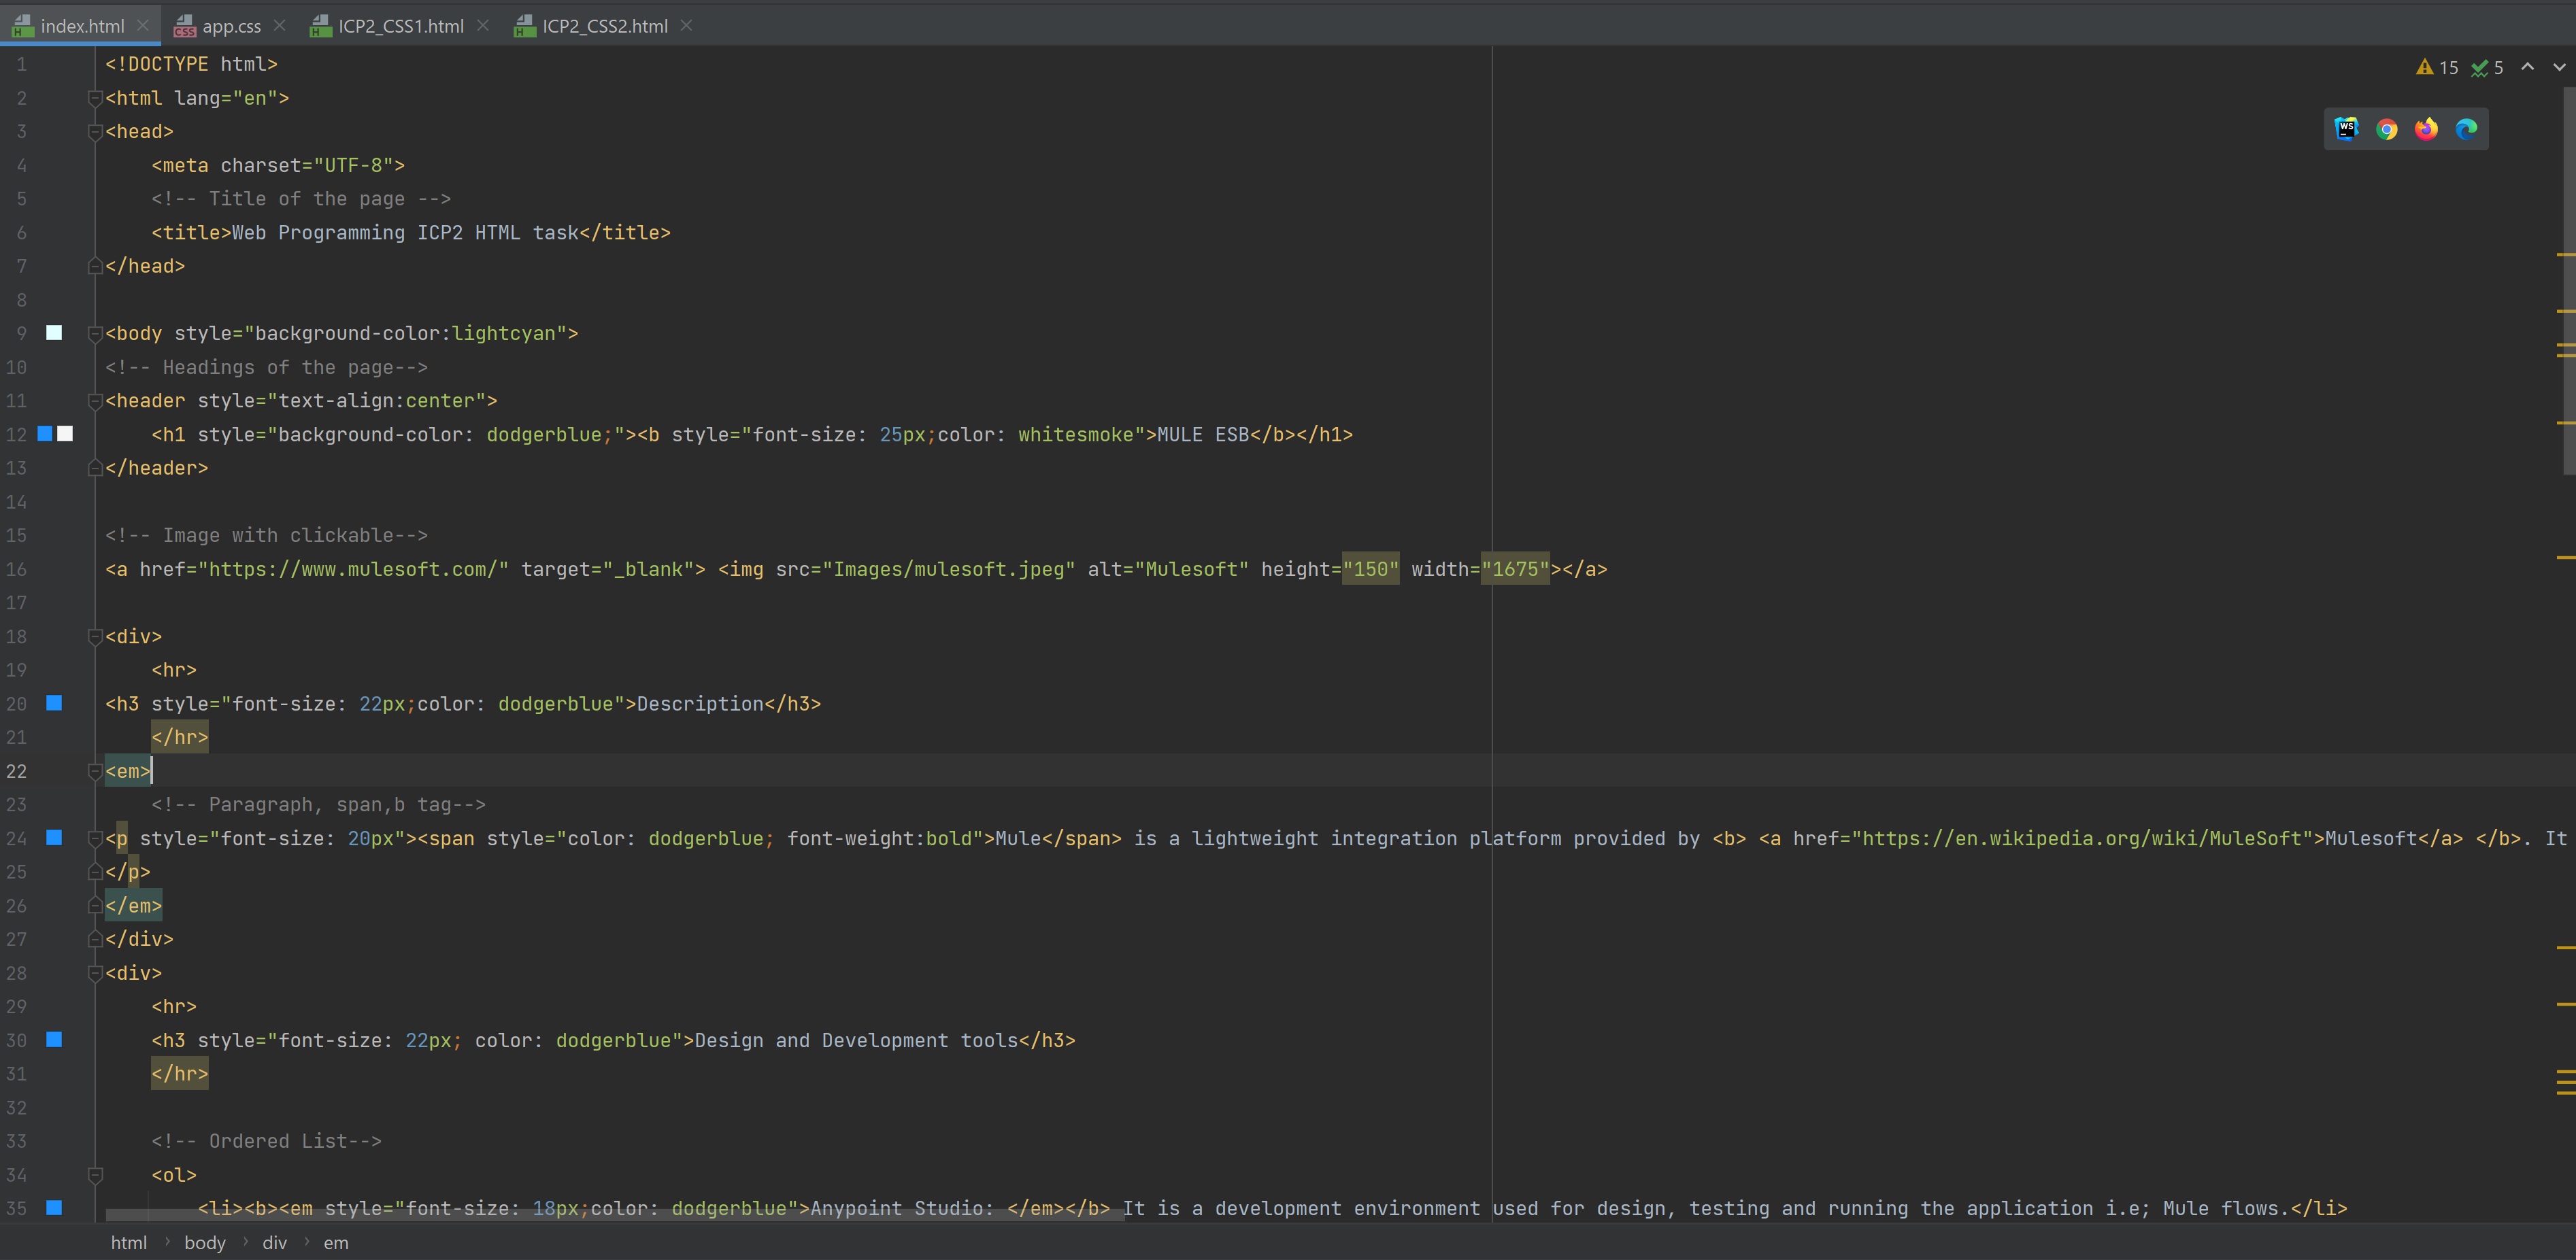 index.html app.css ICP2_CSS1.html ICP2_CSS2.html
15 5
WS
1 <!DOCTYPE html>
2 <html lang="en">
3 <head>
4     <meta charset="UTF-8">
5     <!-- Title of the page -->
6     <title>Web Programming ICP2 HTML task</title>
7 </head>
8
9 <body style="background-color:lightcyan">
10 <!-- Headings of the page-->
11 <header style="text-align:center">
12     <h1 style="background-color: dodgerblue;"><b style="font-size: 25px;color: whitesmoke">MULE ESB</b></h1>
13 </header>
14
15 <!-- Image with clickable-->
16 <a href="https://www.mulesoft.com/" target="_blank"> <img src="Images/mulesoft.jpeg" alt="Mulesoft" height="150" width="1675"></a>
17
18 <div>
19     <hr>
20 <h3 style="font-size: 22px;color: dodgerblue">Description</h3>
21     </hr>
22 <em>
23     <!-- Paragraph, span,b tag-->
24 <p style="font-size: 20px"><span style="color: dodgerblue; font-weight:bold">Mule</span> is a lightweight integration platform provided by <b> <a href="https://en.wikipedia.org/wiki/MuleSoft">Mulesoft</a> </b>. It
25 </p>
26 </em>
27 </div>
28 <div>
29     <hr>
30     <h3 style="font-size: 22px; color: dodgerblue">Design and Development tools</h3>
31     </hr>
32
33     <!-- Ordered List-->
34     <ol>
35         <li><b><em style="font-size: 18px;color: dodgerblue">Anypoint Studio: </em></b> It is a development environment used for design, testing and running the application i.e; Mule flows.</li>
html › body › div › em